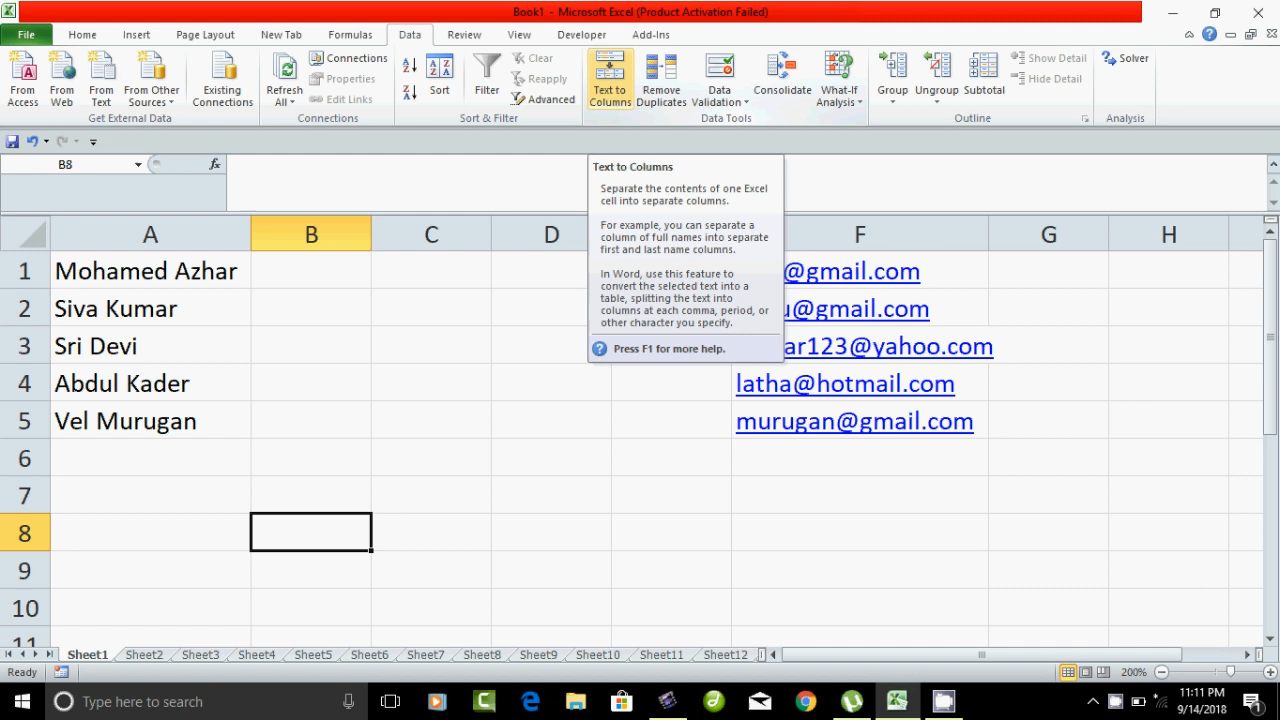 Book1 - Microsoft Excel (Product Activation Failed)
File Home Insert Page Layout New Tab Formulas Data Review View Developer Add-Ins
From Access
From Web
From Text
From Other Sources
Existing Connections
Get External Data
Refresh All
Connections
Properties
Edit Links
Connections
Sort
Filter
Clear
Reapply
Advanced
Sort & Filter
Text to Columns
Remove Duplicates
Data Validation
Consolidate
What-If Analysis
Data Tools
Group
Ungroup
Subtotal
Show Detail
Hide Detail
Outline
Solver
Analysis
B8 fx
Text to Columns
Separate the contents of one Excel
cell into separate columns.
For example, you can separate a
column of full names into separate
first and last name columns.
In Word, use this feature to
convert the selected text into a
table, splitting the text into
columns at each comma, period, or
other character you specify.
Press F1 for more help.
A B C D F G H
1 Mohamed Azhar @gmail.com
2 Siva Kumar u@gmail.com
3 Sri Devi ar123@yahoo.com
4 Abdul Kader latha@hotmail.com
5 Vel Murugan murugan@gmail.com
6
7
8
9
10
11
Sheet1 Sheet2 Sheet3 Sheet4 Sheet5 Sheet6 Sheet7 Sheet8 Sheet9 Sheet10 Sheet11 Sheet12
Ready 200%
Type here to search
11:11 PM
9/14/2018
1